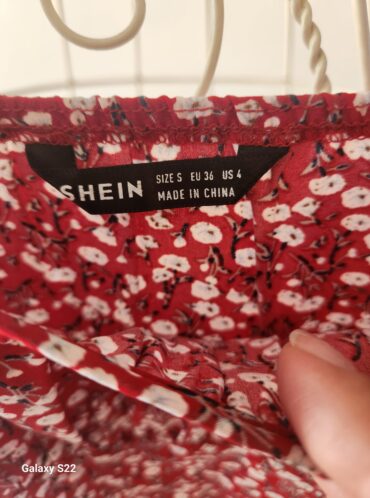 SHEIN
SIZE S EU 36 US 4
MADE IN CHINA
Galaxy S22